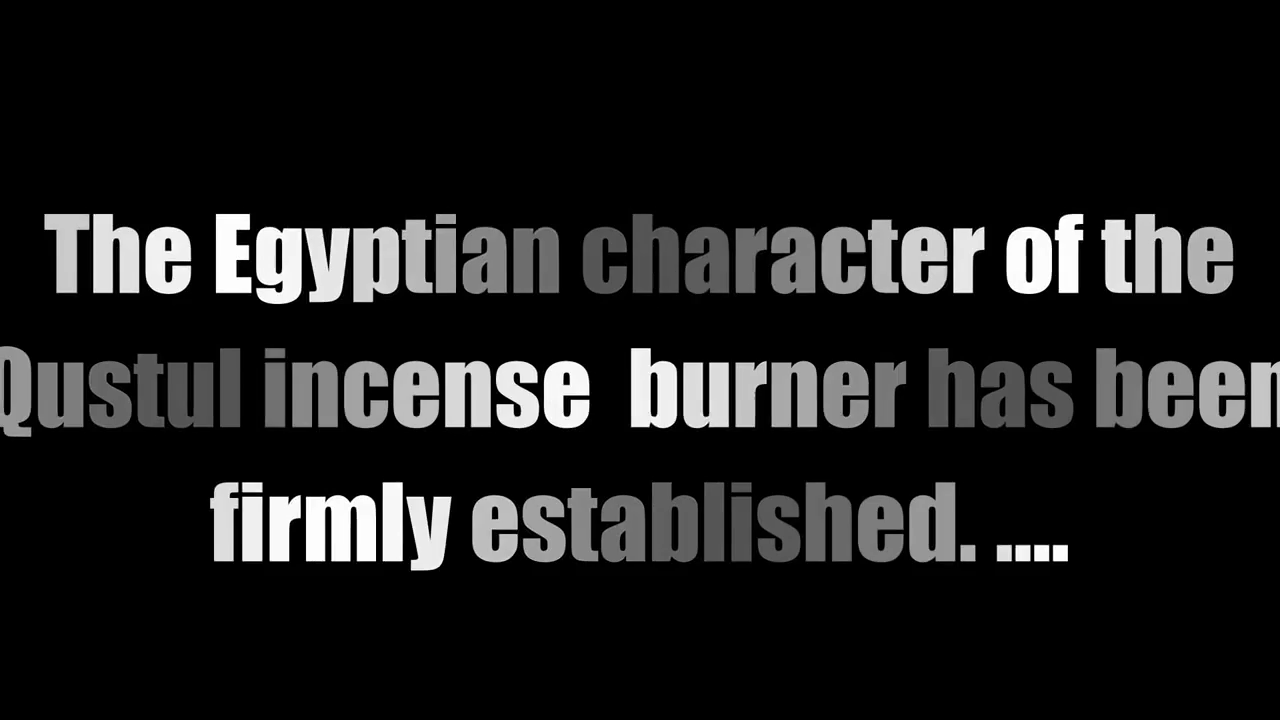 The Egyptian character of the
Qustul incense burner has been
firmly established. ....